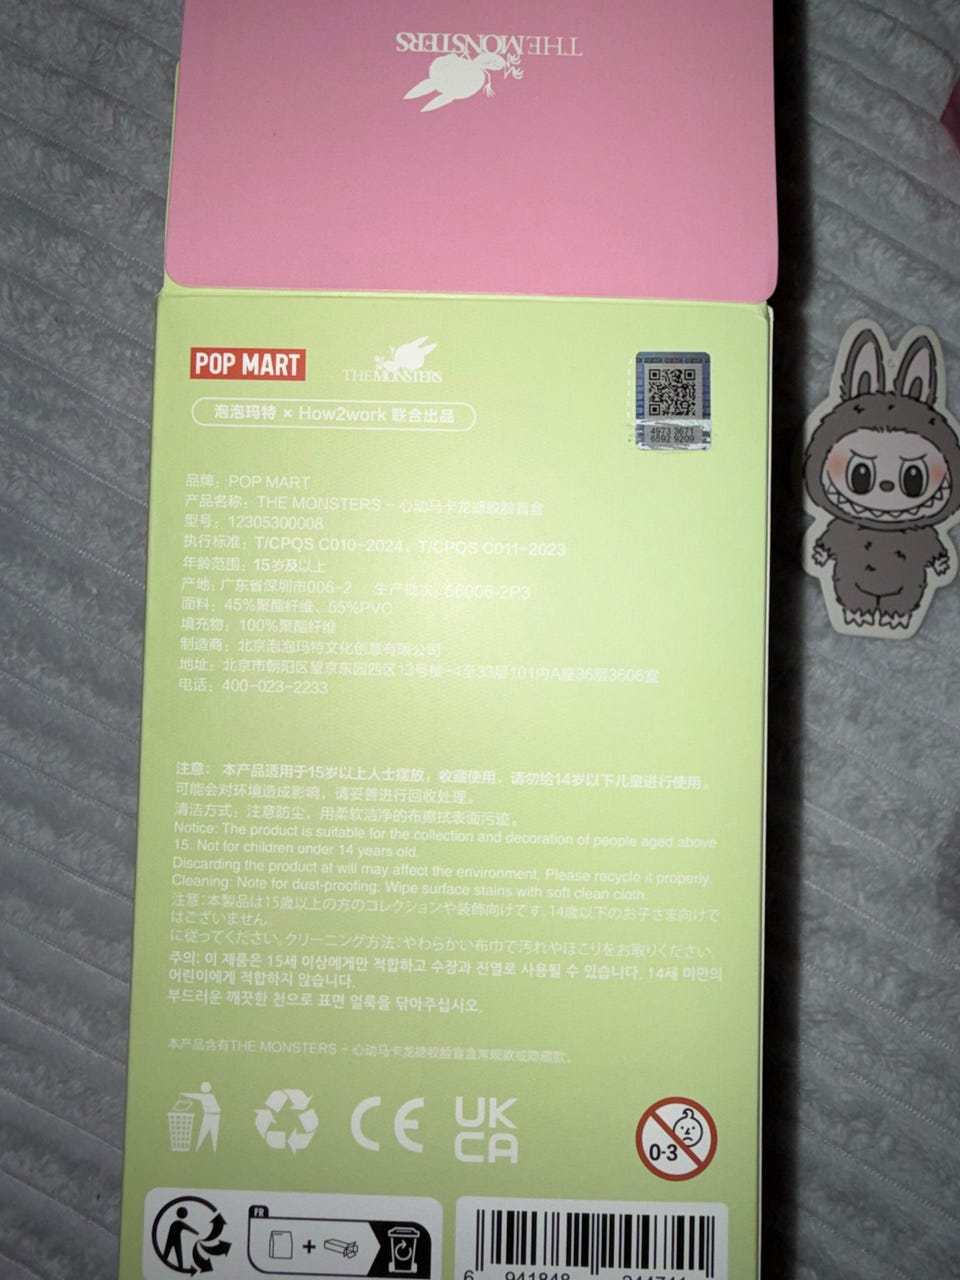 THE MONSTERS
POP MART
THE MONSTERS
泡泡玛特 × How2work 联合出品
4973 3671
6592 9209
品牌：POP MART
产品名称：THE MONSTERS - 心动马卡龙搪胶脸盲盒
型号：12305300008
执行标准：T/CPQS C010-2024、T/CPQS C011-2023
年龄范围：15岁及以上
产地：广东省深圳市006-2 生产批次：56006-2P3
面料：45%聚酯纤维、55%PVC
填充物：100%聚酯纤维
制造商：北京泡泡玛特文化创意有限公司
地址：北京市朝阳区望京东园四区13号楼-4至33层101内A座36层3606室
电话：400-023-2233
注意： 本产品适用于15岁以上人士摆放，收藏使用，请勿给14岁以下儿童进行使用。
可能会对环境造成影响，请妥善进行回收处理。
清洁方式：注意防尘，用柔软洁净的布擦拭表面污迹。
Notice: The product is suitable for the collection and decoration of people aged above
15. Not for children under 14 years old.
Discarding the product at will may affect the environment. Please recycle it properly.
Cleaning: Note for dust-proofing. Wipe surface stains with soft clean cloth.
注意:本製品は15歳以上の方のコレクションや装飾向けです。14歳以下のお子さま向けで
はございません。
に従ってください。クリーニング方法：やわらかい布巾で汚れやほこりをお取りください。
주의: 이 제품은 15세 이상에게만 적합하고 수장과 진열로 사용될 수 있습니다. 14세 미만의
어린이에게 적합하지 않습니다.
부드러운 깨끗한 천으로 표면 얼룩을 닦아주십시오.
本产品含有THE MONSTERS - 心动马卡龙搪胶脸盲盒常规款或隐藏款。
CE
UK
CA
0-3
FR
+
6 941848